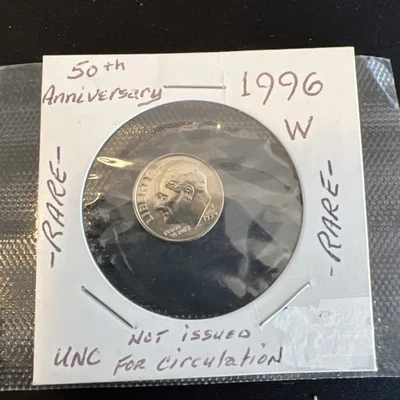 50th
Anniversary
1996
W
-RARE-
-RARE-
LIBERTY
UNC
NOT issued
FOR circulation